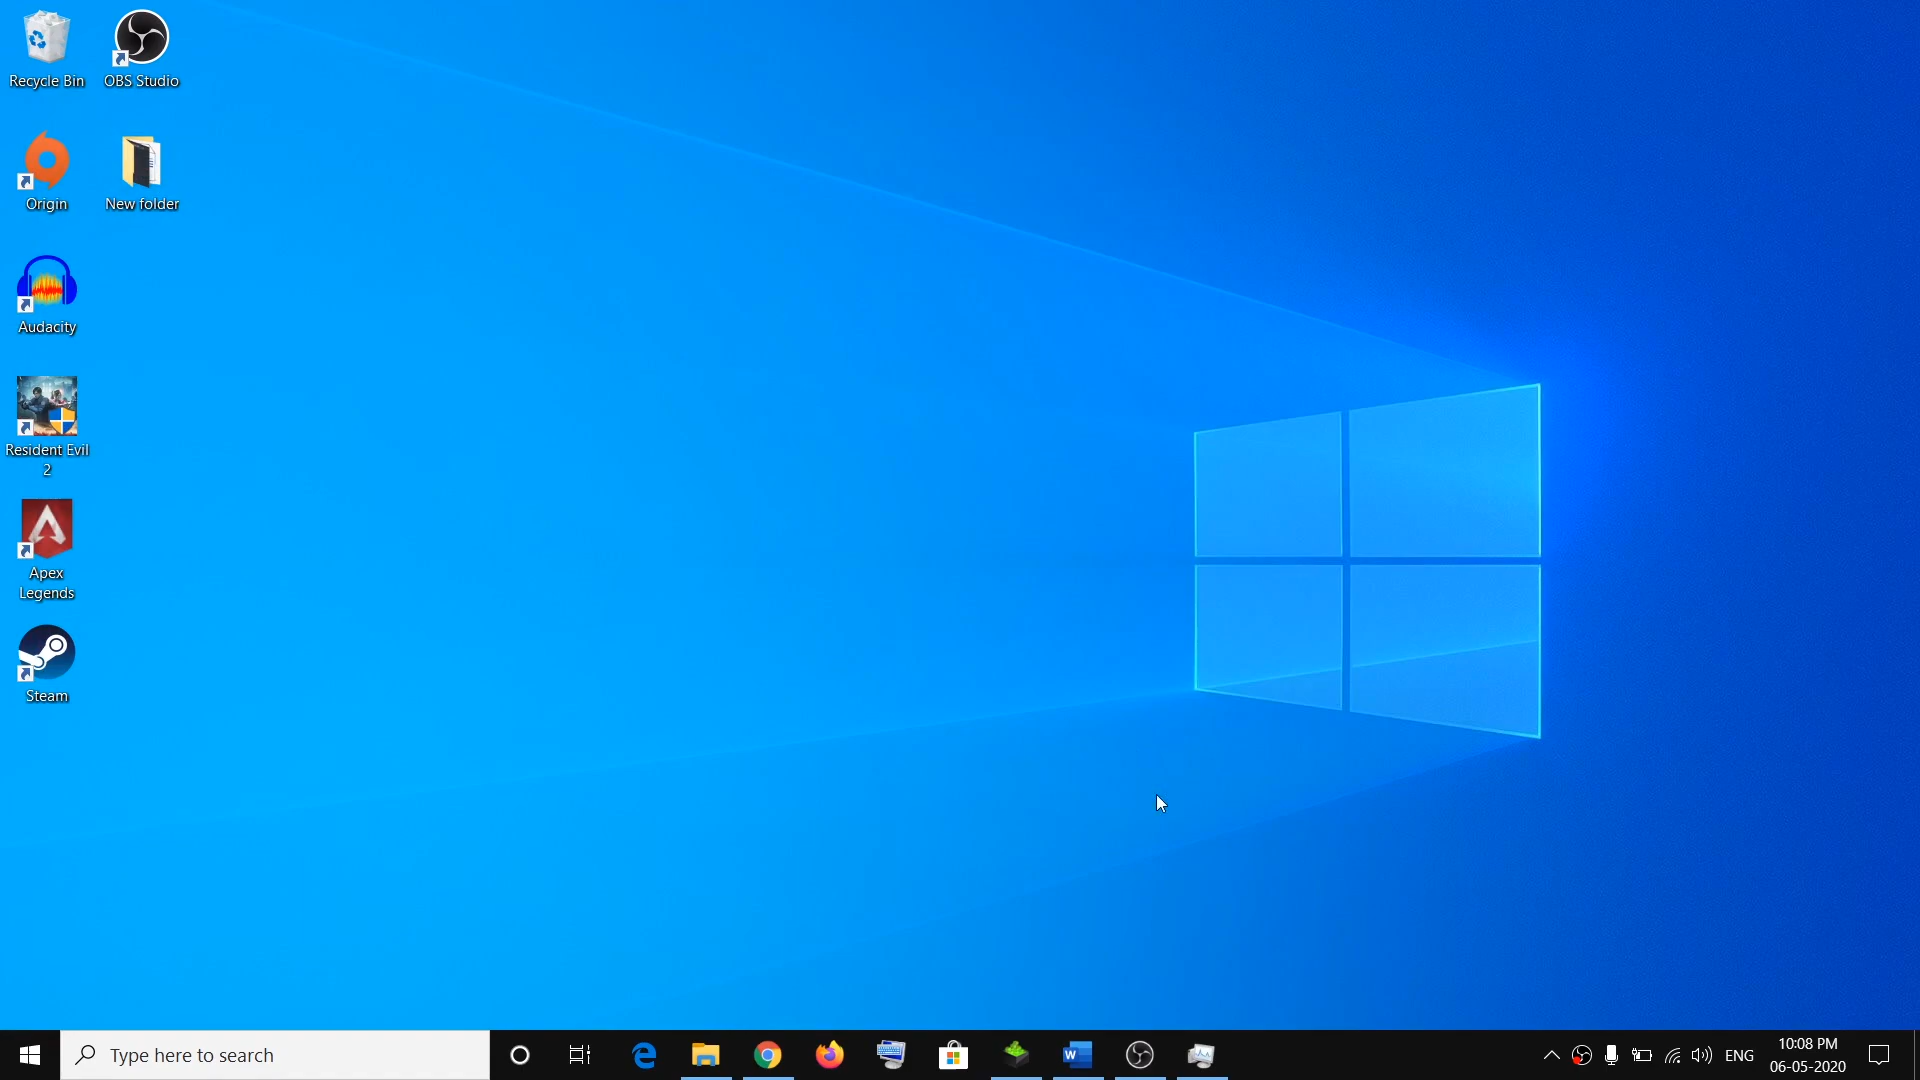 Recycle Bin
OBS Studio
Origin
New folder
Audacity
Resident Evil
2
Apex
Legends
Steam
Type here to search
W
ENG
10:08 PM
06-05-2020